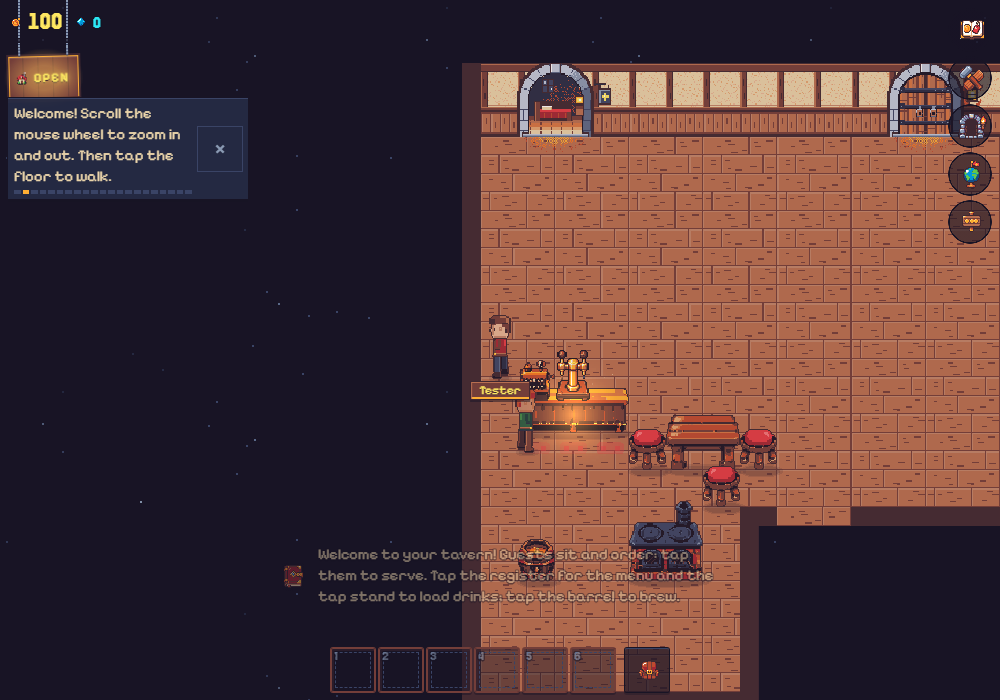 100
0
OPEN
Welcome! Scroll the
mouse wheel to zoom in
and out. Then tap the
floor to walk.
Tester
Welcome to your tavern! Guests sit and order: tap
them to serve. Tap the register for the menu and the
tap stand to load drinks; tap the barrel to brew.
1 2 3 4 5 6